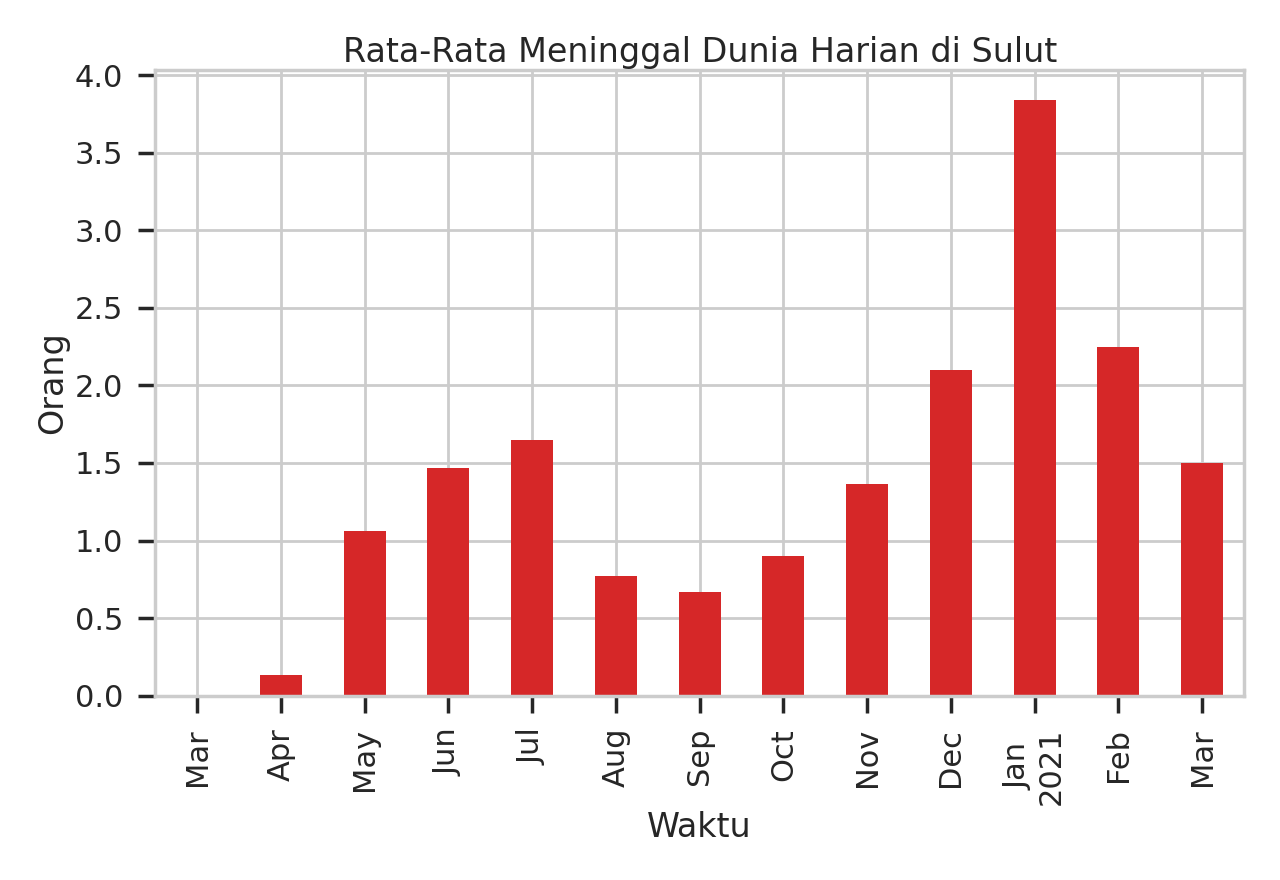 Rata-Rata Meninggal Dunia Harian di Sulut
4.0
3.5
3.0
2.5
2.0
1.5
1.0
0.5
0.0
Orang
Mar
Apr
May
Jun
Jul
Aug
Sep
Oct
Nov
Dec
Jan
2021
Feb
Mar
Waktu